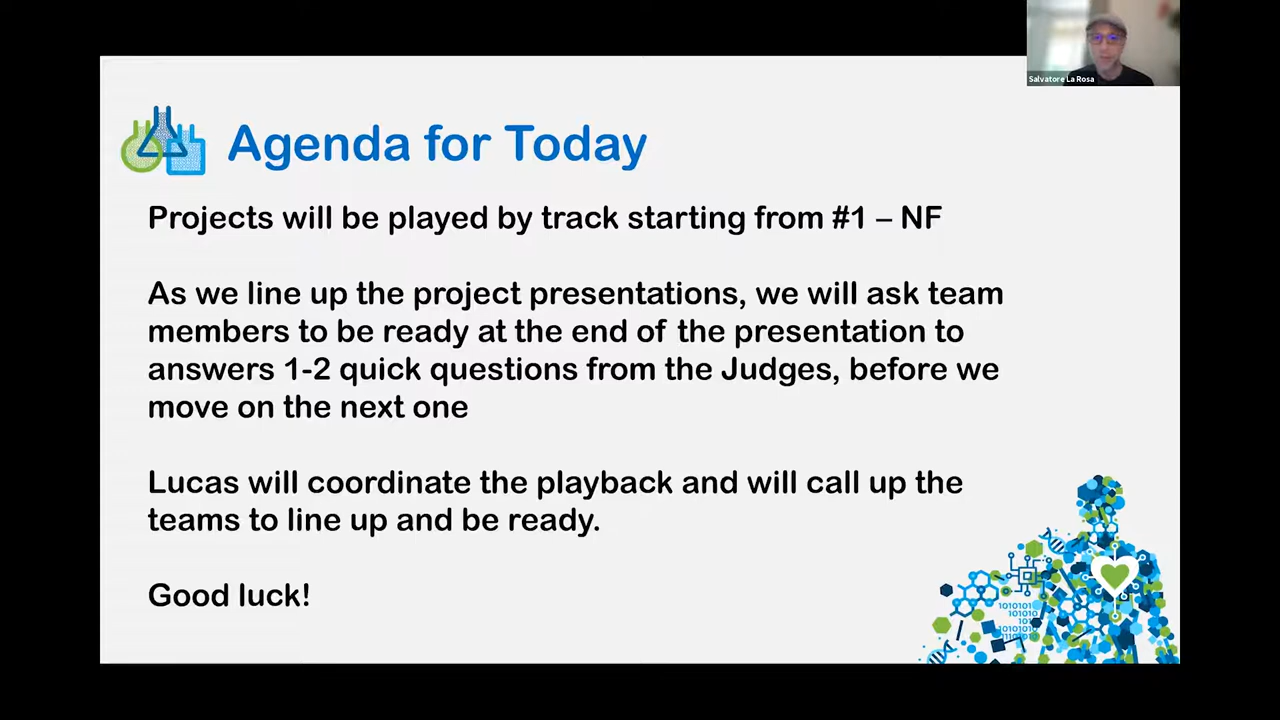 Salvatore La Rosa
Agenda for Today
Projects will be played by track starting from #1 – NF
As we line up the project presentations, we will ask team
members to be ready at the end of the presentation to
answers 1-2 quick questions from the Judges, before we
move on the next one
Lucas will coordinate the playback and will call up the
teams to line up and be ready.
Good luck!